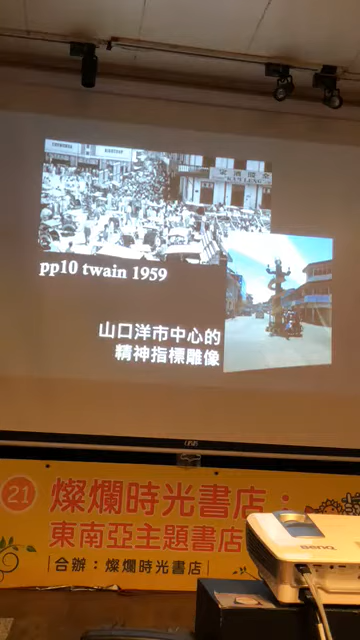 pp10 twain 1959
山口洋市中心的
精神指標雕像
21
燦爛時光書店：
東南亞主題書店
合辦：燦爛時光書店
BenQ